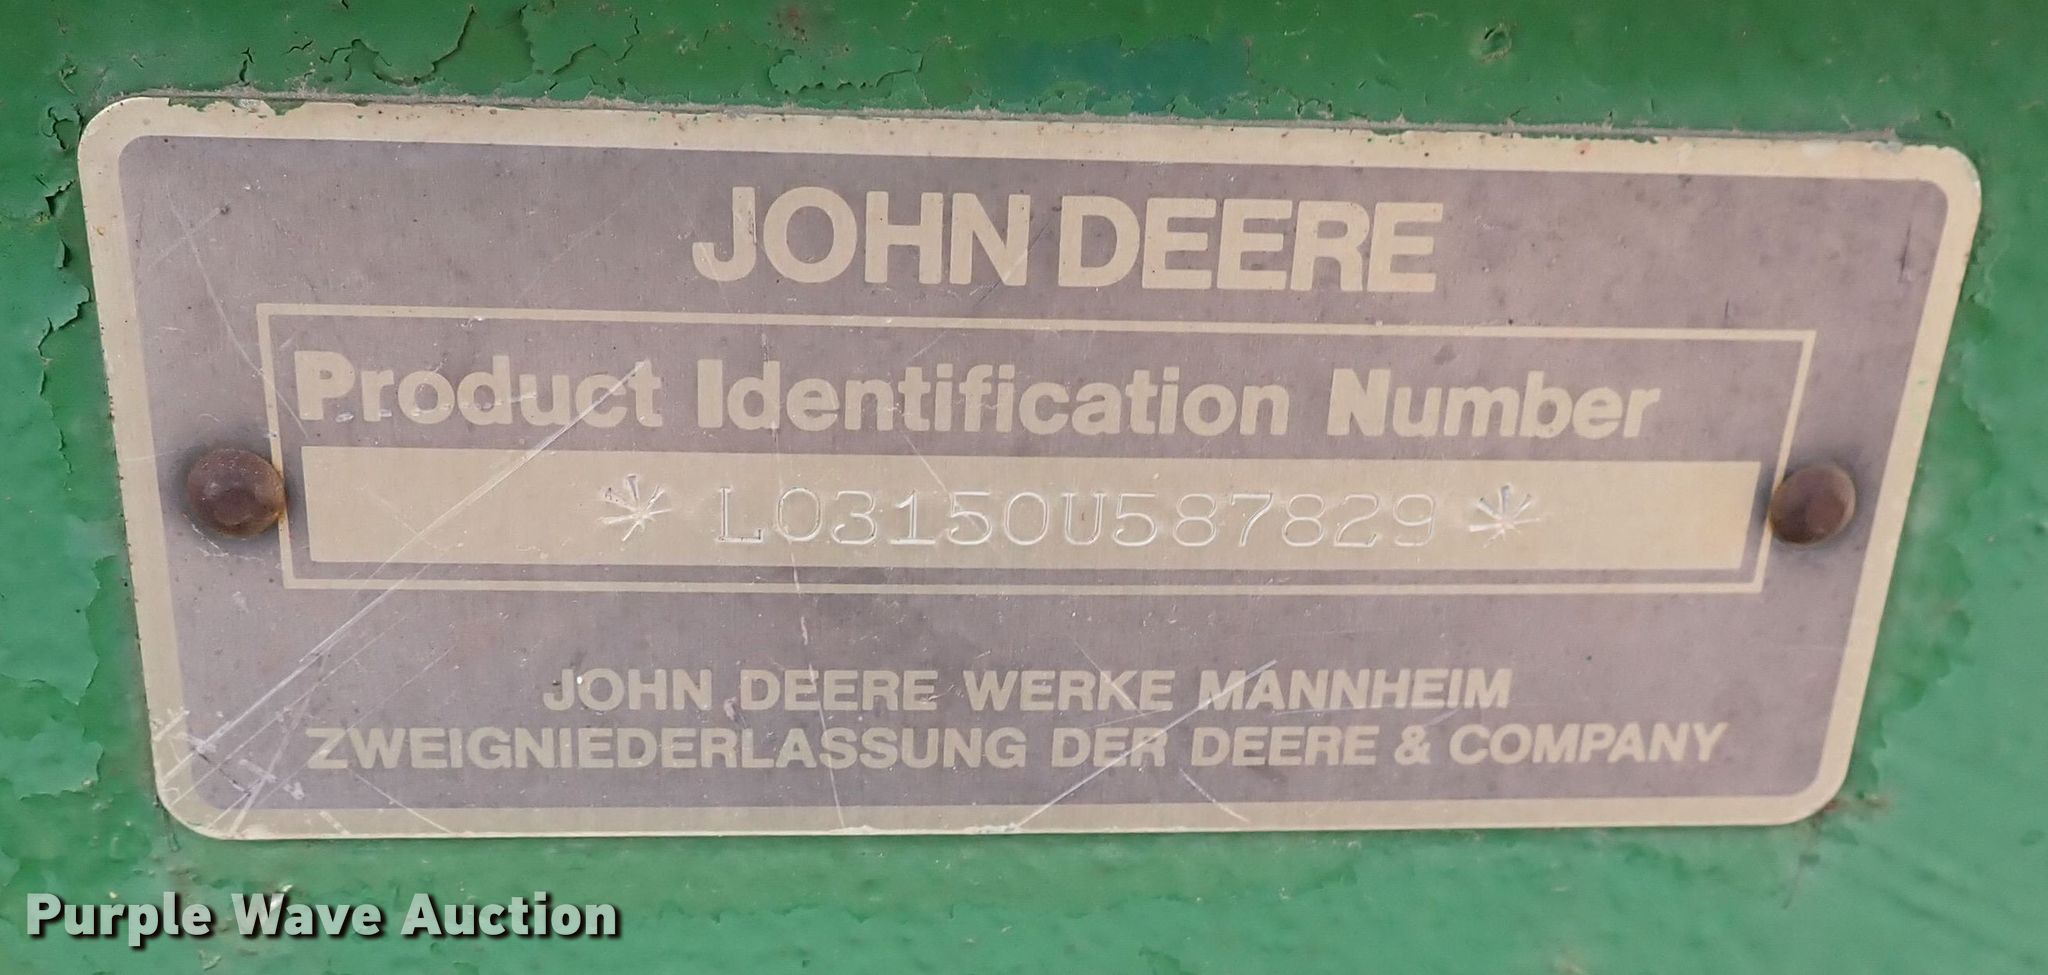 JOHN DEERE
Product Identification Number
* L03150U587829 *
JOHN DEERE WERKE MANNHEIM
ZWEIGNIEDERLASSUNG DER DEERE & COMPANY
Purple Wave Auction